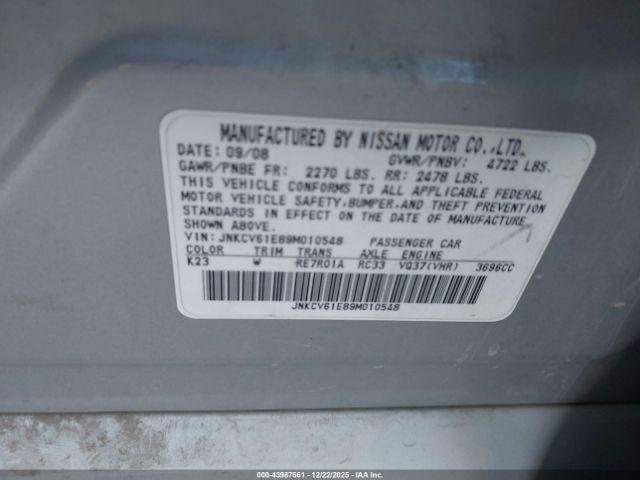 MANUFACTURED BY NISSAN MOTOR CO.,LTD.
DATE: 09/08 GVWR/PNBV: 4722 LBS.
GAWR/PNBE FR: 2270 LBS. RR: 2478 LBS.
THIS VEHICLE CONFORMS TO ALL APPLICABLE FEDERAL
MOTOR VEHICLE SAFETY,BUMPER,AND THEFT PREVENTION
STANDARDS IN EFFECT ON THE DATE OF MANUFACTURE
SHOWN ABOVE.
VIN: JNKCV61E89M010548 PASSENGER CAR
COLOR TRIM TRANS AXLE ENGINE
K23 W RE7R01A RC33 VQ37(VHR) 3696CC
JNKCV61E89M010548
000-43987661 - 12/22/2025 - IAAI.COM